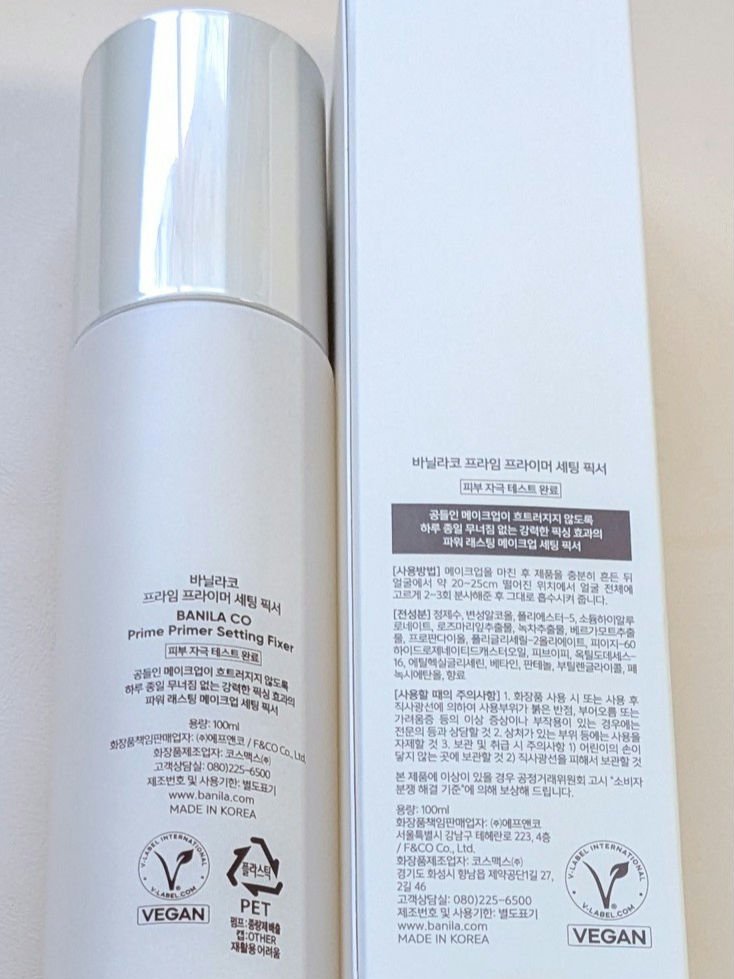 바닐라코
프라임 프라이머 세팅 픽서
BANILA CO
Prime Primer Setting Fixer
피부 자극 테스트 완료
공들인 메이크업이 흐트러지지 않도록
하루 종일 무너짐 없는 강력한 픽싱 효과의
파워 래스팅 메이크업 세팅 픽서
용량: 100ml
화장품책임판매업자: ㈜에프앤코 / F&CO Co., Ltd.
화장품제조업자: 코스맥스㈜
고객상담실: 080)225-6500
제조번호 및 사용기한: 별도표기
www.banila.com
MADE IN KOREA
V-LABEL INTERNATIONAL
V-LABEL.COM
VEGAN
플라스틱
PET
펌프:종량제배출
캡:OTHER
재활용어려움
바닐라코 프라임 프라이머 세팅 픽서
피부 자극 테스트 완료
공들인 메이크업이 흐트러지지 않도록
하루 종일 무너짐 없는 강력한 픽싱 효과의
파워 래스팅 메이크업 세팅 픽서
[사용방법] 메이크업을 마친 후 제품을 충분히 흔든 뒤
얼굴에서 약 20~25cm 떨어진 위치에서 얼굴 전체에
고르게 2~3회 분사해준 후 그대로 흡수시켜 줍니다.
[전성분] 정제수, 변성알코올, 폴리에스터-5, 소듐하이알루
로네이트, 로즈마리잎추출물, 녹차추출물, 베르가모트추출
물, 프로판다이올, 폴리글리세릴-2올리에이트, 피이지-60
하이드로제네이티드캐스터오일, 피브이피, 옥틸도데세스-
16, 에틸헥실글리세린, 베타인, 판테놀, 부틸렌글라이콜, 페
녹시에탄올, 향료
[사용할 때의 주의사항] 1. 화장품 사용 시 또는 사용 후
직사광선에 의하여 사용부위가 붉은 반점, 부어오름 또는
가려움증 등의 이상 증상이나 부작용이 있는 경우에는
전문의 등과 상담할 것 2. 상처가 있는 부위 등에는 사용을
자제할 것 3. 보관 및 취급 시 주의사항 1) 어린이의 손이
닿지 않는 곳에 보관할 것 2) 직사광선을 피해서 보관할 것
본 제품에 이상이 있을 경우 공정거래위원회 고시 "소비자
분쟁 해결 기준"에 의해 보상해 드립니다.
용량: 100ml
화장품책임판매업자: ㈜에프앤코
서울특별시 강남구 테헤란로 223, 4층
/ F&CO Co., Ltd.
화장품제조업자: 코스맥스㈜
경기도 화성시 향남읍 제약공단1길 27,
2길 46
고객상담실: 080)225-6500
제조번호 및 사용기한: 별도표기
www.banila.com
MADE IN KOREA
V-LABEL INTERNATIONAL
V-LABEL.COM
VEGAN